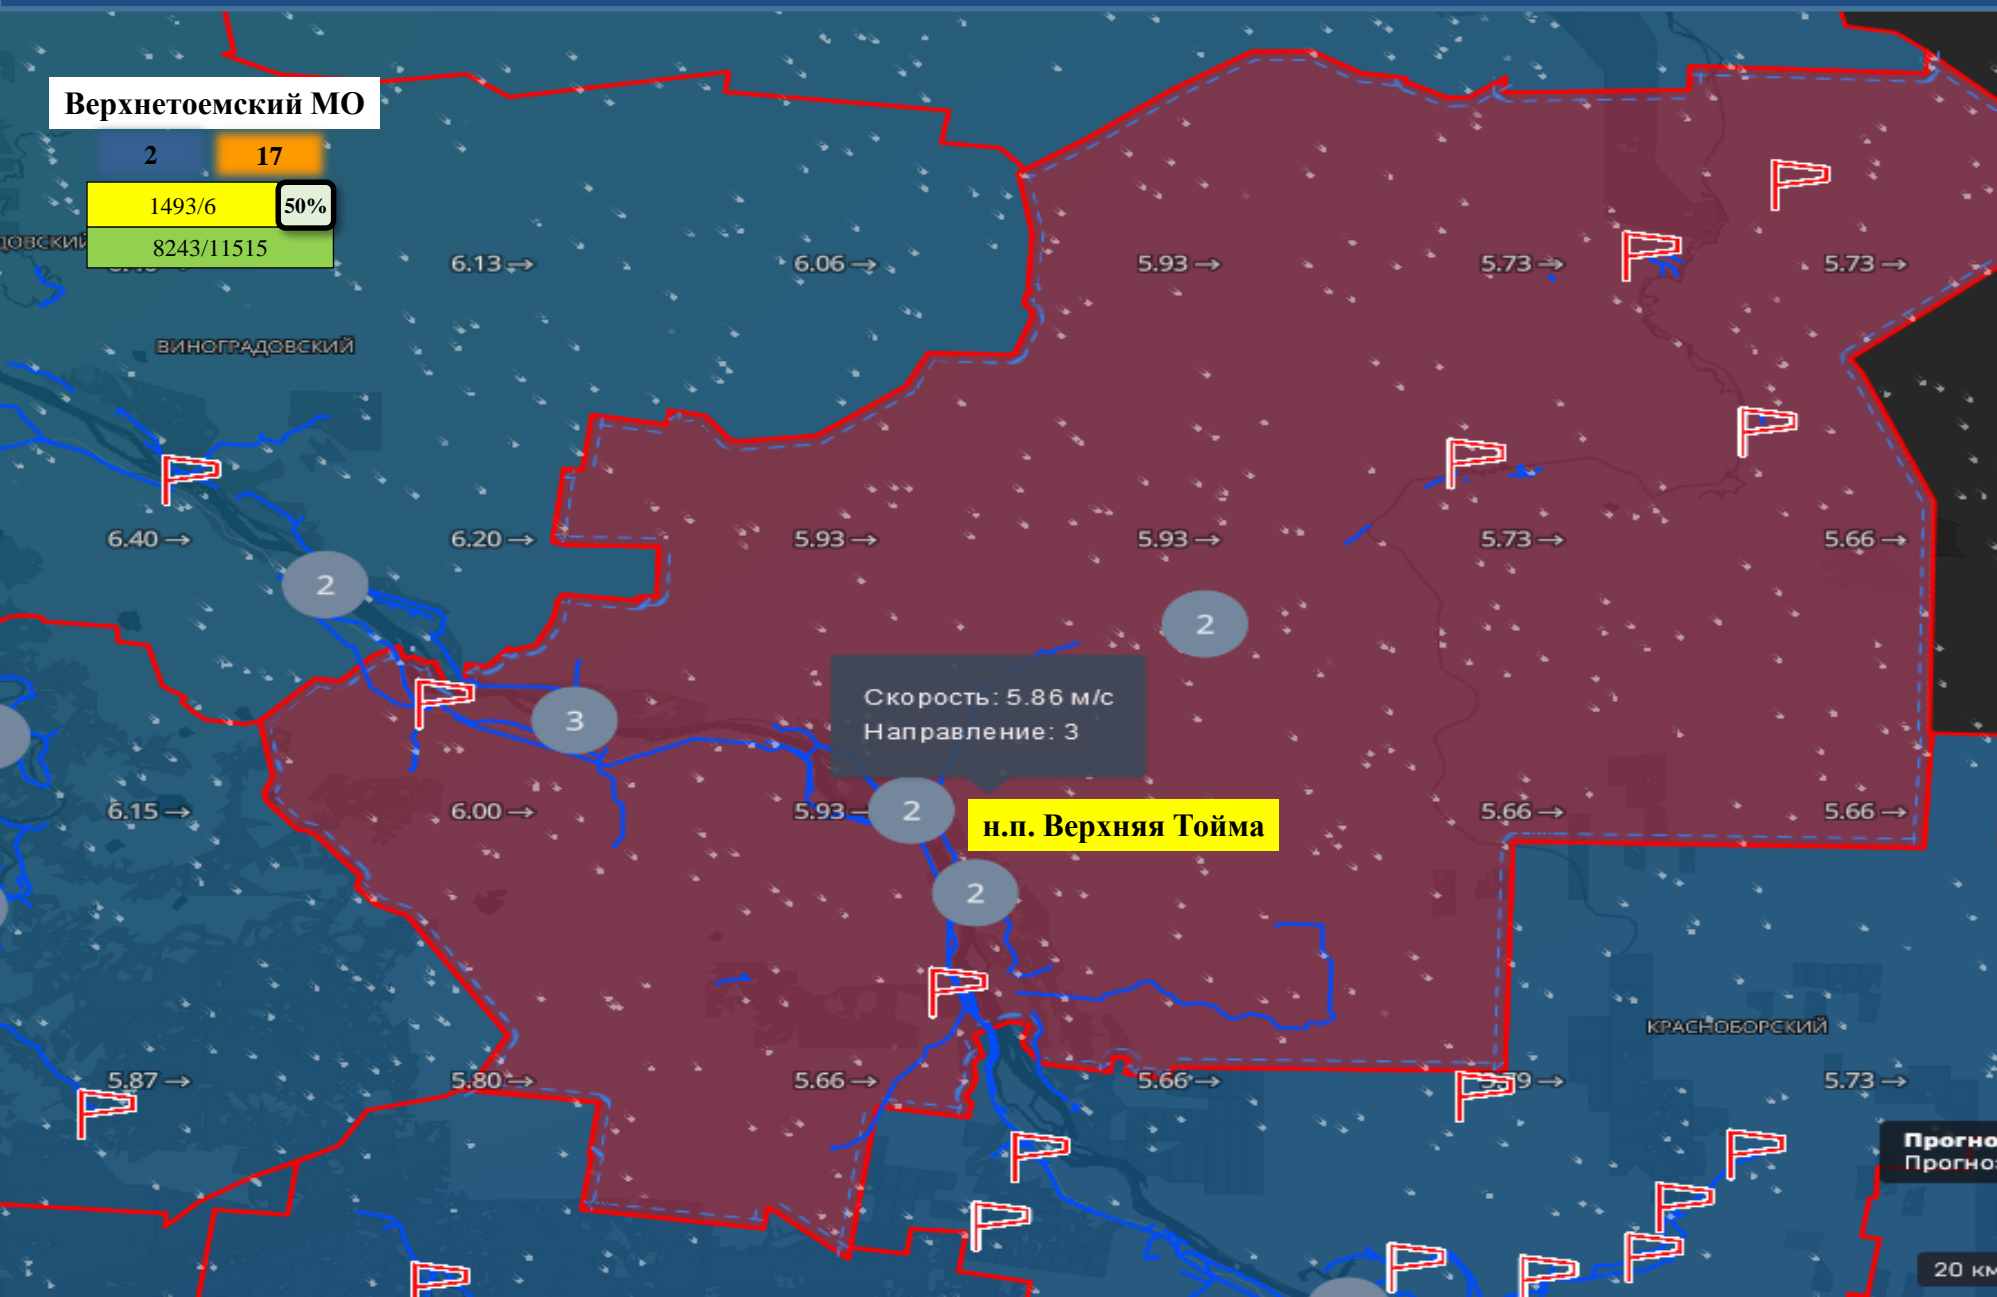 Верхнетоемский МО
2 17
1493/6 50%
8243/11515
6.13→ 6.06→ 5.93→ 5.73→ 5.73→
ВИНОГРАДОВСКИЙ
6.40→ 6.20→ 5.93→ 5.93→ 5.73→ 5.66→
2
2
3
Скорость: 5.86 м/с
Направление: 3
6.15→ 6.00→ 5.93 2 5.66→ 5.66→
н.п. Верхняя Тойма
2
КРАСНОБОРСКИЙ
5.87→ 5.80→ 5.66→ 5.66→ 5.73→
Прогно
Прогно
20 км